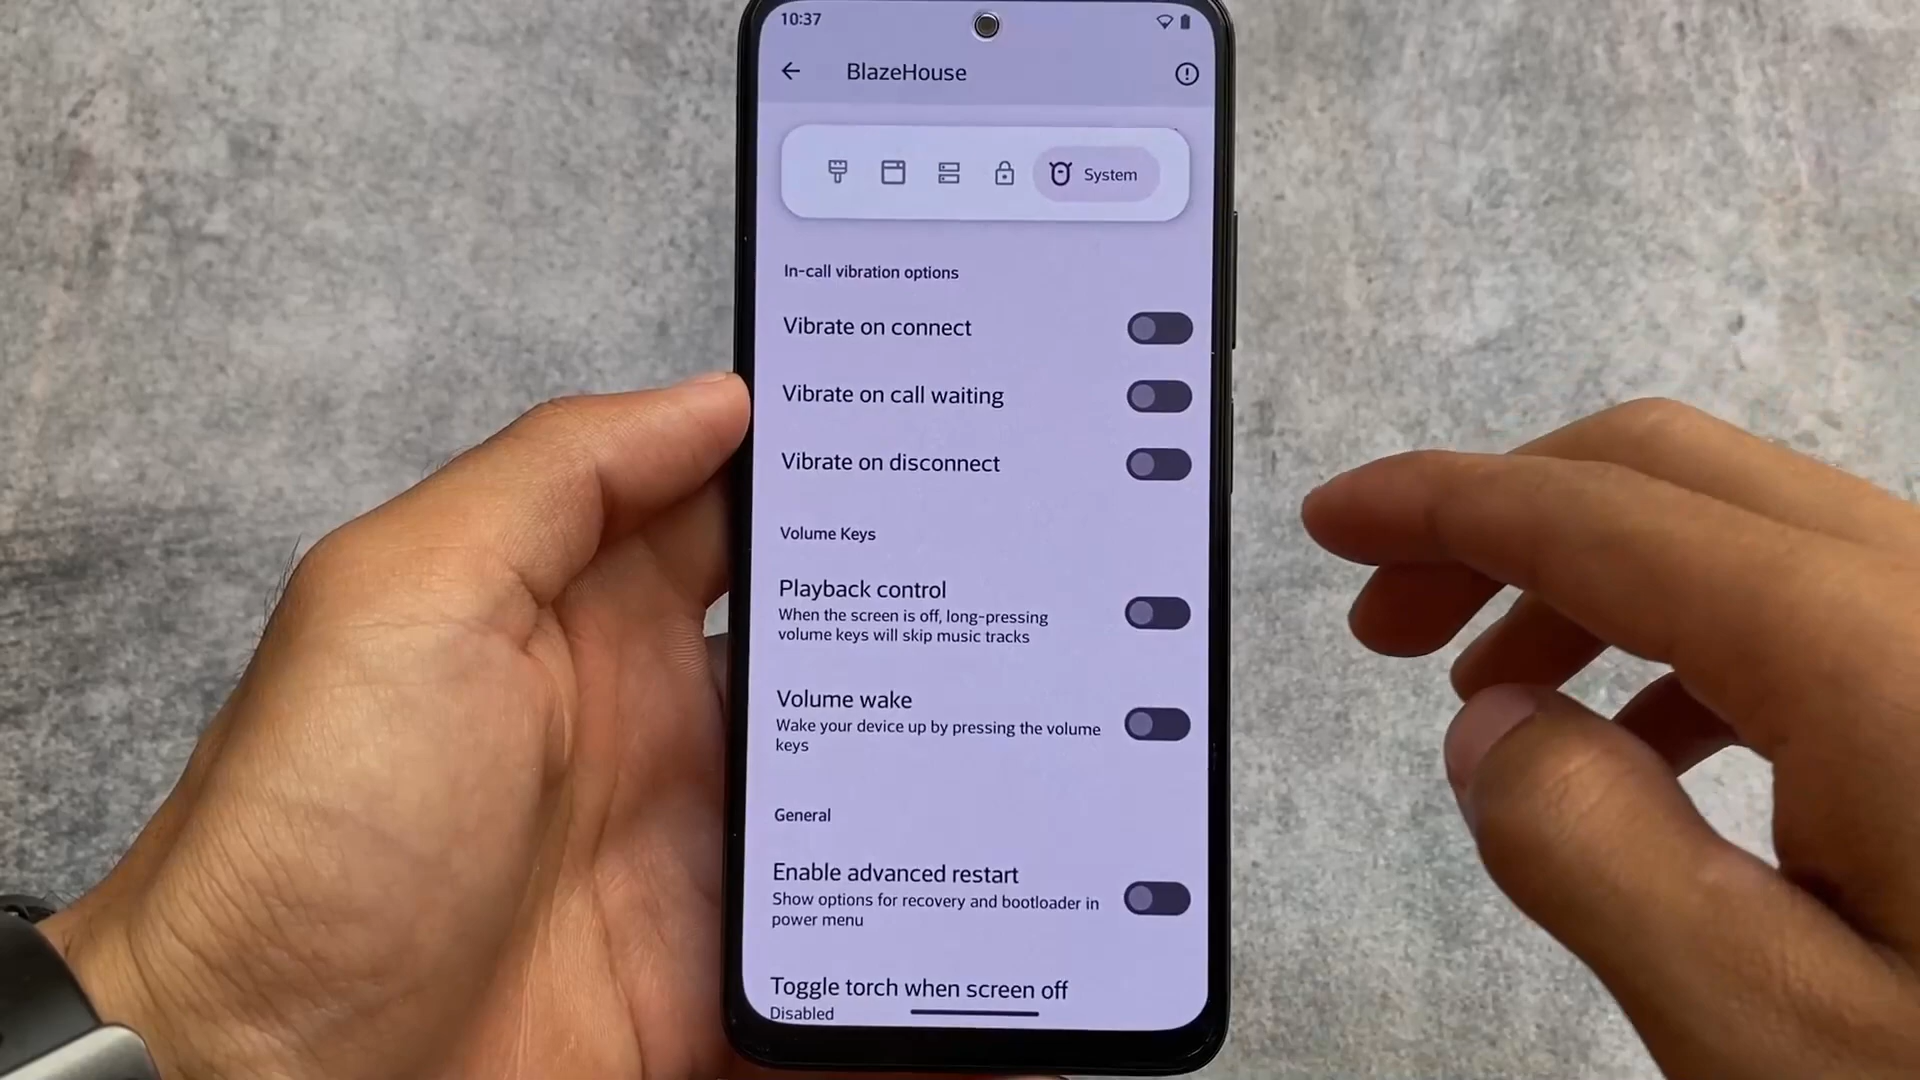 10:37
BlazeHouse
System
In-call vibration options
Vibrate on connect
Vibrate on call waiting
Vibrate on disconnect
Volume Keys
Playback control
When the screen is off, long-pressing
volume keys will skip music tracks
Volume wake
Wake your device up by pressing the volume
keys
General
Enable advanced restart
Show options for recovery and bootloader in
power menu
Toggle torch when screen off
Disabled